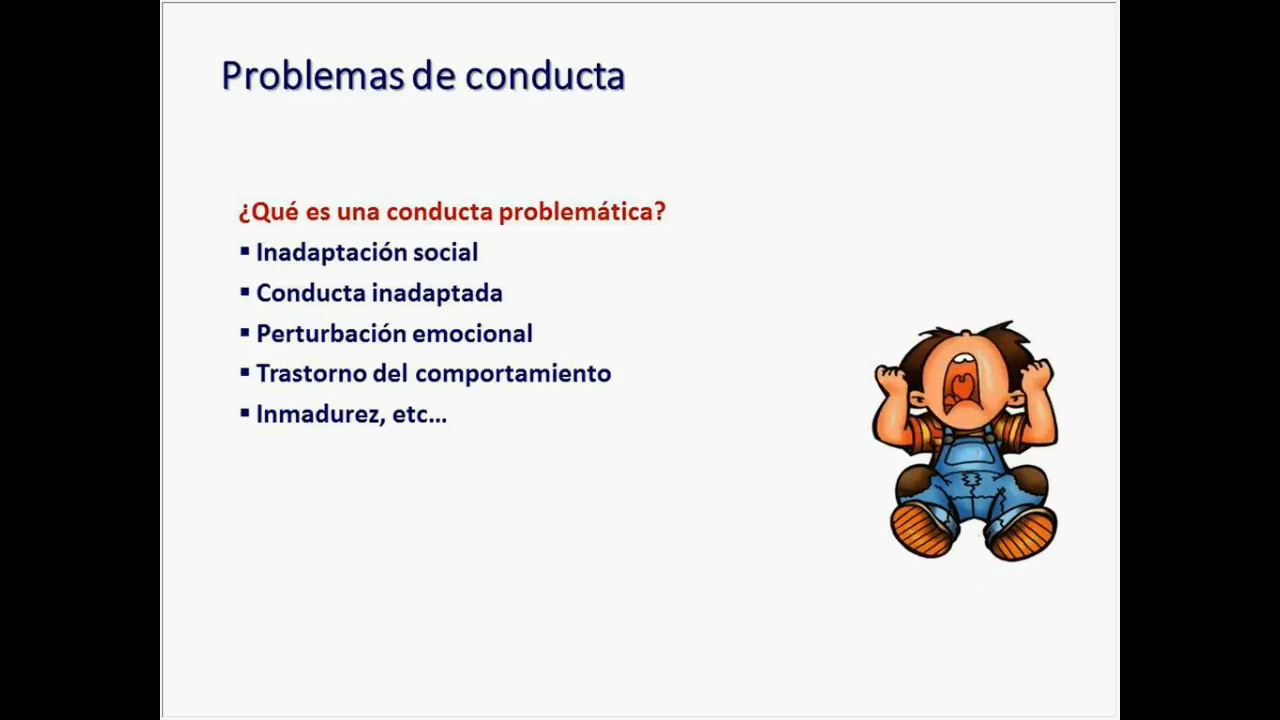 Problemas de conducta
¿Qué es una conducta problemática?
▪ Inadaptación social
▪ Conducta inadaptada
▪ Perturbación emocional
▪ Trastorno del comportamiento
▪ Inmadurez, etc...